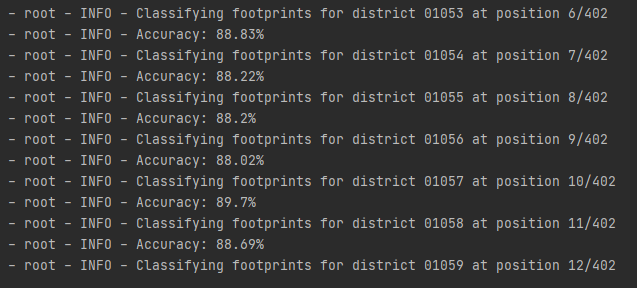 - root - INFO - Classifying footprints for district 01053 at position 6/402
- root - INFO - Accuracy: 88.83%
- root - INFO - Classifying footprints for district 01054 at position 7/402
- root - INFO - Accuracy: 88.22%
- root - INFO - Classifying footprints for district 01055 at position 8/402
- root - INFO - Accuracy: 88.2%
- root - INFO - Classifying footprints for district 01056 at position 9/402
- root - INFO - Accuracy: 88.02%
- root - INFO - Classifying footprints for district 01057 at position 10/402
- root - INFO - Accuracy: 89.7%
- root - INFO - Classifying footprints for district 01058 at position 11/402
- root - INFO - Accuracy: 88.69%
- root - INFO - Classifying footprints for district 01059 at position 12/402